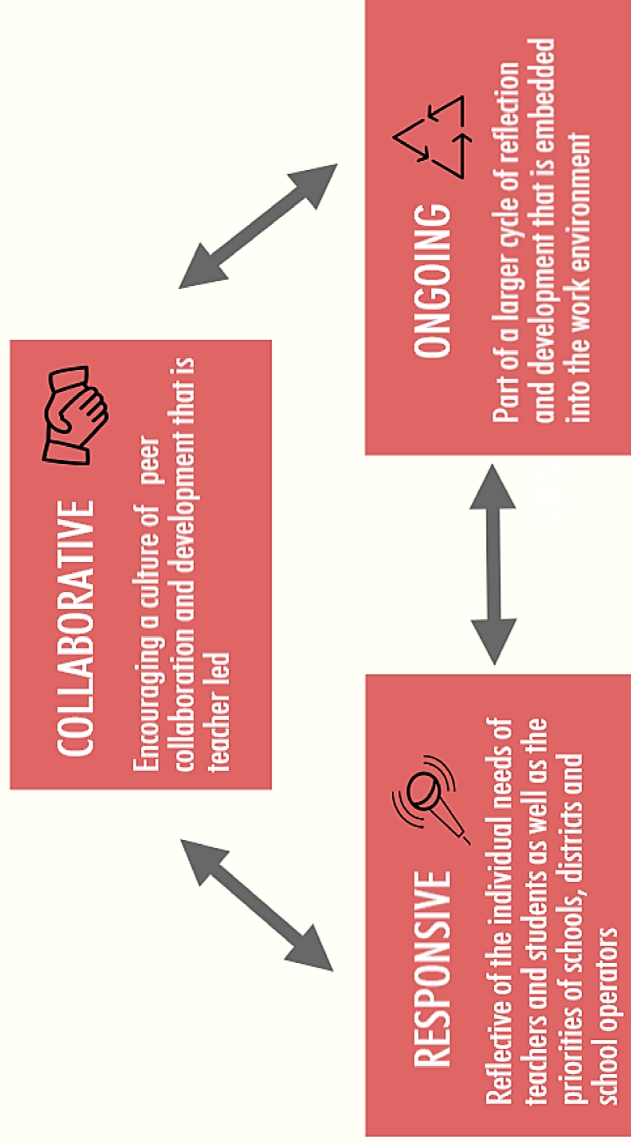 COLLABORATIVE
Encouraging a culture of peer
collaboration and development that is
teacher led
RESPONSIVE
Reflective of the individual needs of
teachers and students as well as the
priorities of schools, districts and
school operators
ONGOING
Part of a larger cycle of reflection
and development that is embedded
into the work environment